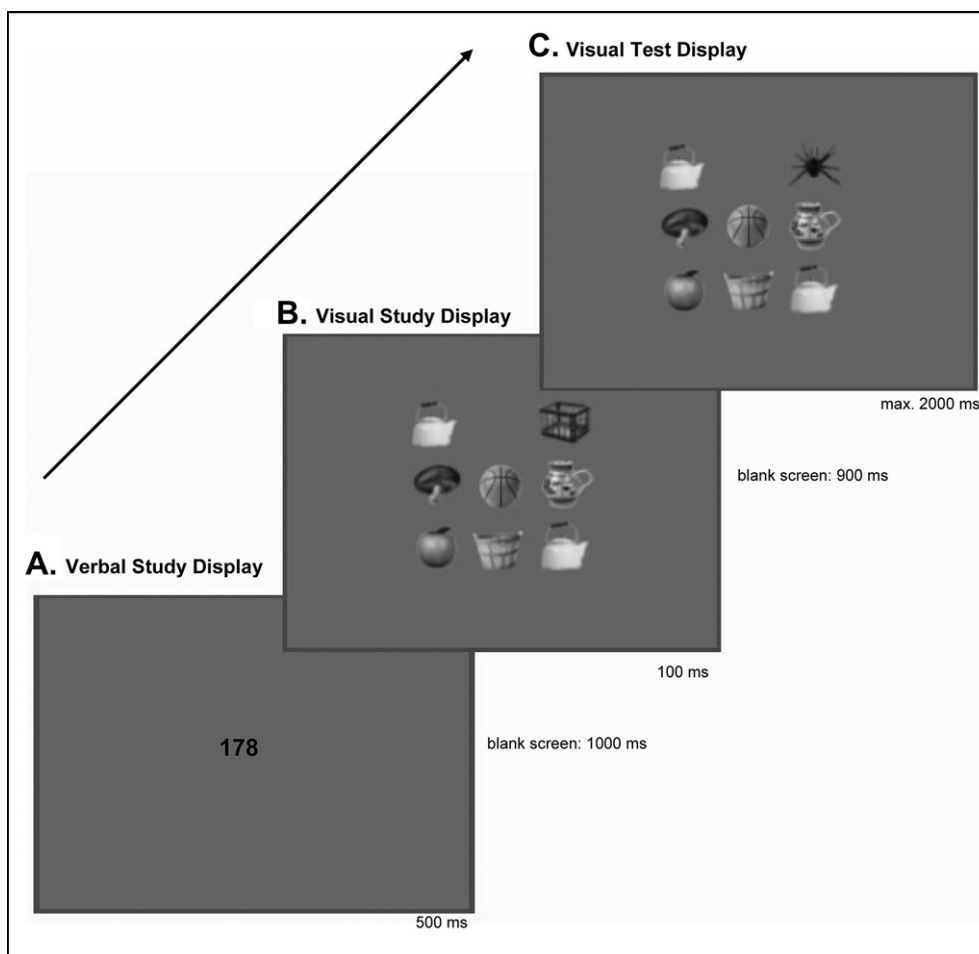 C. Visual Test Display
max. 2000 ms
B. Visual Study Display
blank screen: 900 ms
100 ms
A. Verbal Study Display
178
blank screen: 1000 ms
500 ms